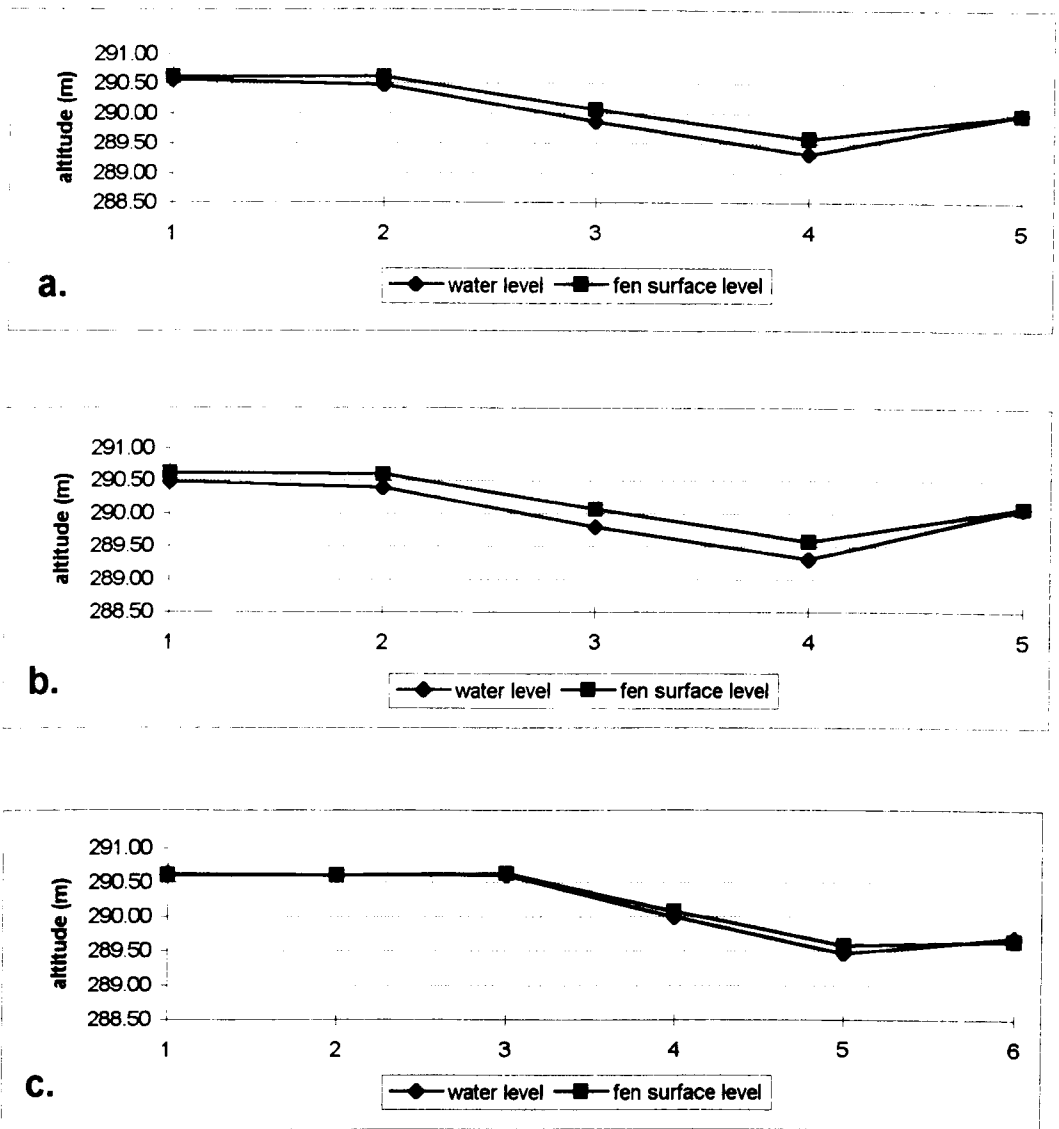 291.00
290.50
290.00
289.50
289.00
288.50
altitude (m)
1 2 3 4 5
a.
water level fen surface level
291.00
290.50
290.00
289.50
289.00
288.50
altitude (m)
1 2 3 4 5
b.
water level fen surface level
291.00
290.50
290.00
289.50
289.00
288.50
altitude (m)
1 2 3 4 5 6
c.
water level fen surface level